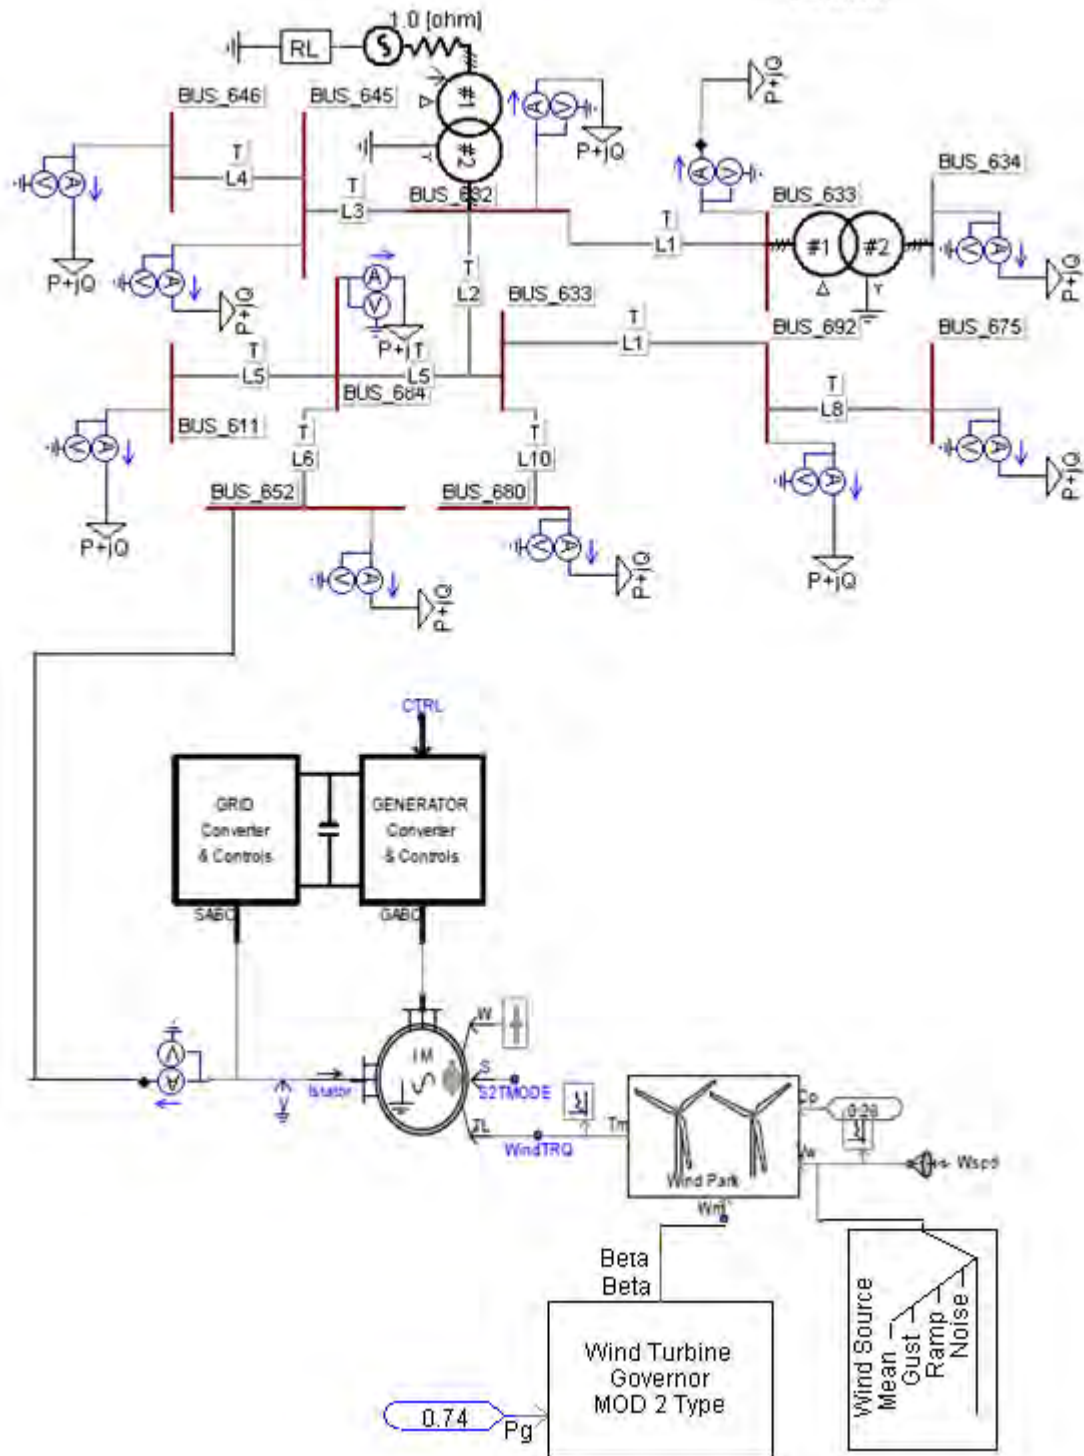 1.0 [ohm]
RL
S
#1
Δ
Y
#2
BUS_646
BUS_645
BUS_632
BUS_633
BUS_634
P+jQ
P+jQ
A
V
A
V
A
V
T
L4
T
L3
T
L1
#1
#2
Δ
Y
A
V
P+jQ
A
V
P+jQ
A
V
P+jQ
T
L2
BUS_633
T
L1
BUS_692
BUS_675
P+jQ
T
L5
T
L5
BUS_684
BUS_611
T
L8
A
V
P+jQ
T
L6
T
L10
A
V
P+jQ
A
V
P+jQ
BUS_652
BUS_680
A
V
P+jQ
A
V
P+jQ
CTRL
GRID
Converter
& Controls
GENERATOR
Converter
& Controls
SABC
GABC
IM
W
S
S2TMODE
TL
WindTRQ
V
A
V
Istator
Tm
Wind Park
Cp
0.28
Vw
Wspd
Wm
Beta
Beta
Wind Turbine
Governor
MOD 2 Type
0.74
Pg
Wind Source
Mean
Gust
Ramp
Noise